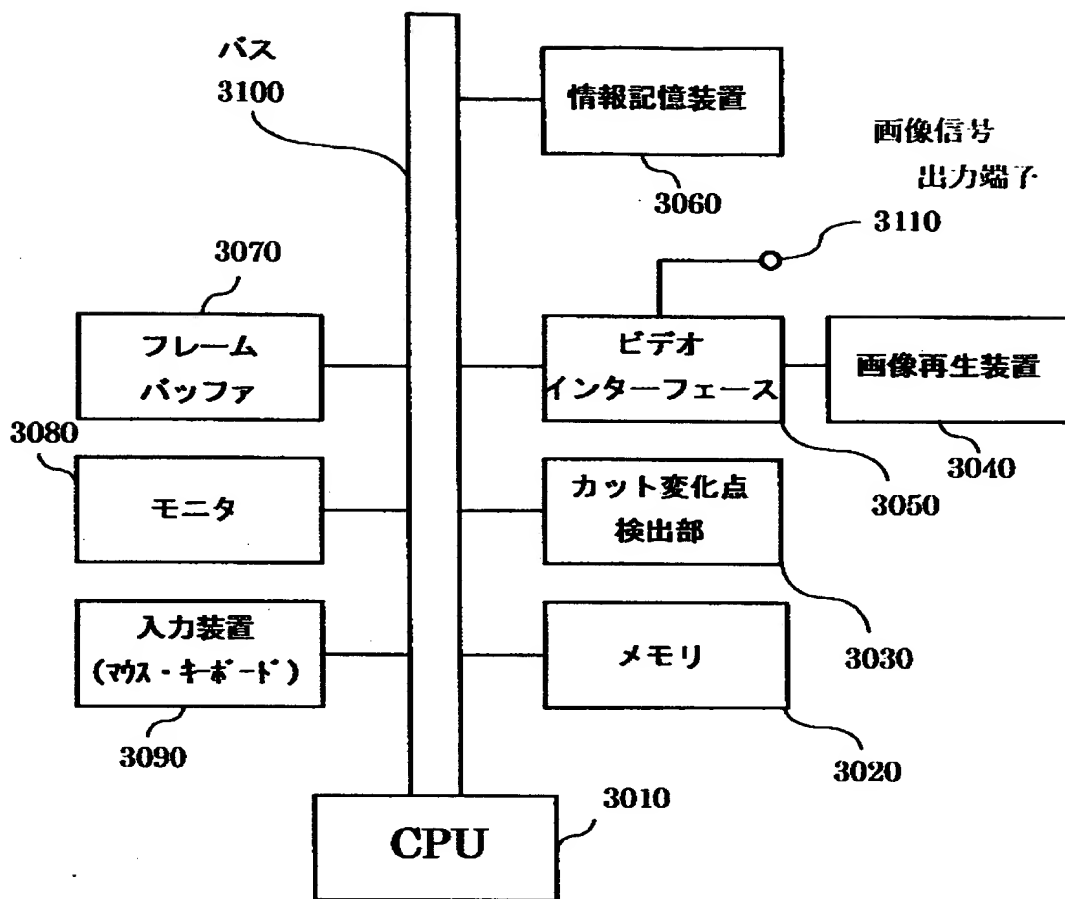 バス
3100
情報記憶装置
3060
画像信号
出力端子
3110
3070
フレーム
バッファ
ビデオ
インターフェース
画像再生装置
3040
3050
3080
モニタ
カット変化点
検出部
3030
入力装置
(マウス・キーボード)
3090
メモリ
3020
3010
CPU